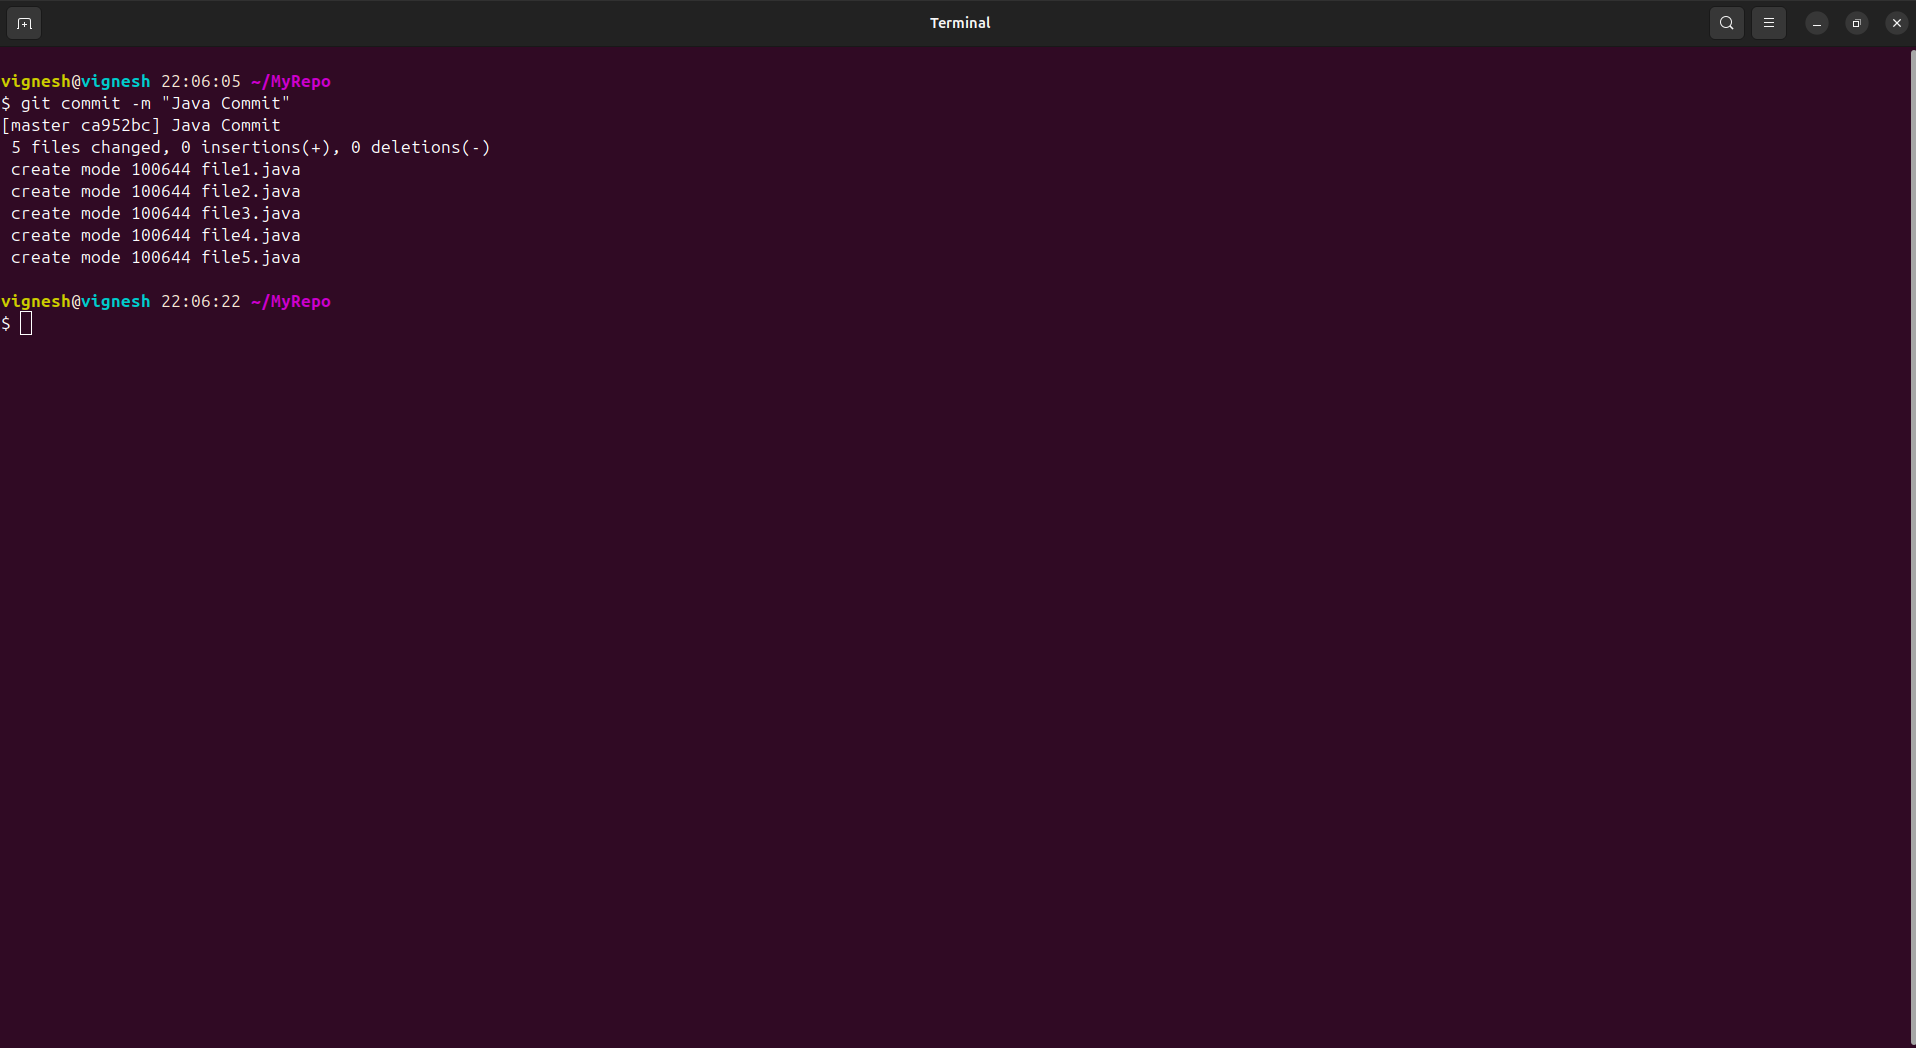 Terminal
vignesh@vignesh 22:06:05 ~/MyRepo
$ git commit -m "Java Commit"
[master ca952bc] Java Commit
 5 files changed, 0 insertions(+), 0 deletions(-)
 create mode 100644 file1.java
 create mode 100644 file2.java
 create mode 100644 file3.java
 create mode 100644 file4.java
 create mode 100644 file5.java
vignesh@vignesh 22:06:22 ~/MyRepo
$